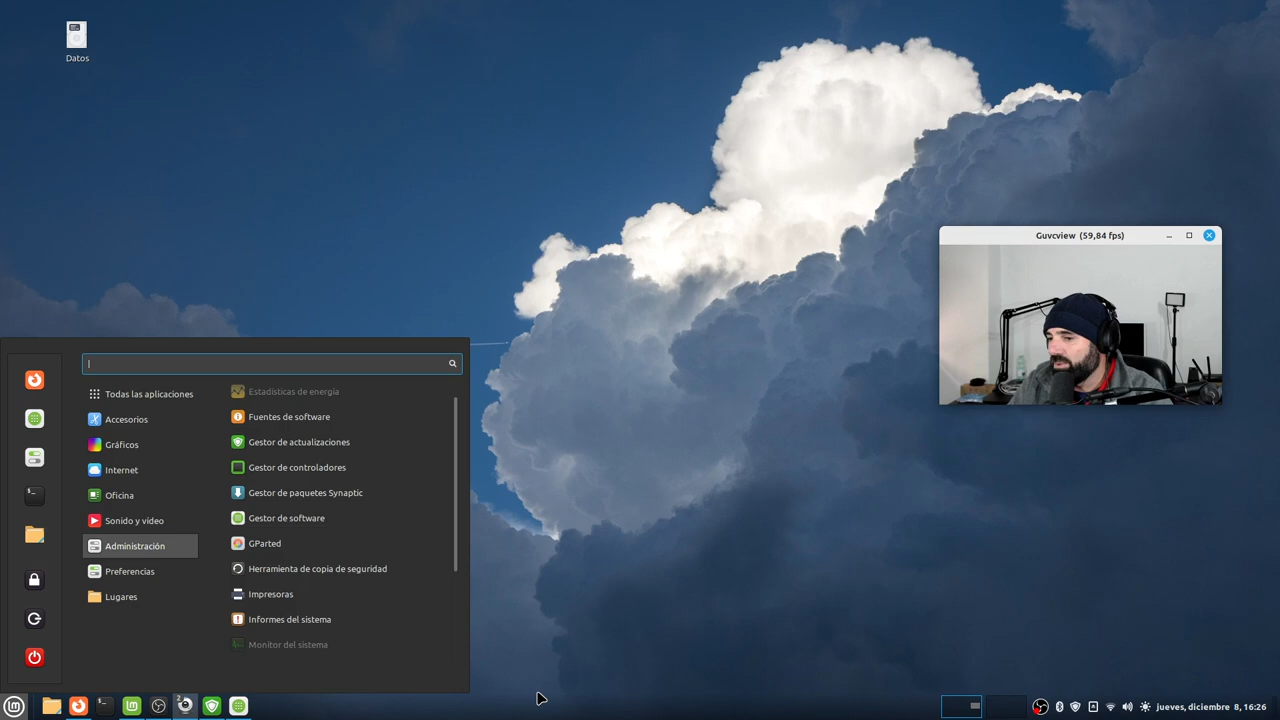 Datos
Guvcview (59,84 fps)
Todas las aplicaciones
Accesorios
Gráficos
Internet
Oficina
Sonido y vídeo
Administración
Preferencias
Lugares
Estadísticas de energía
Fuentes de software
Gestor de actualizaciones
Gestor de controladores
Gestor de paquetes Synaptic
Gestor de software
GParted
Herramienta de copia de seguridad
Impresoras
Informes del sistema
Monitor del sistema
2
jueves, diciembre 8, 16:26